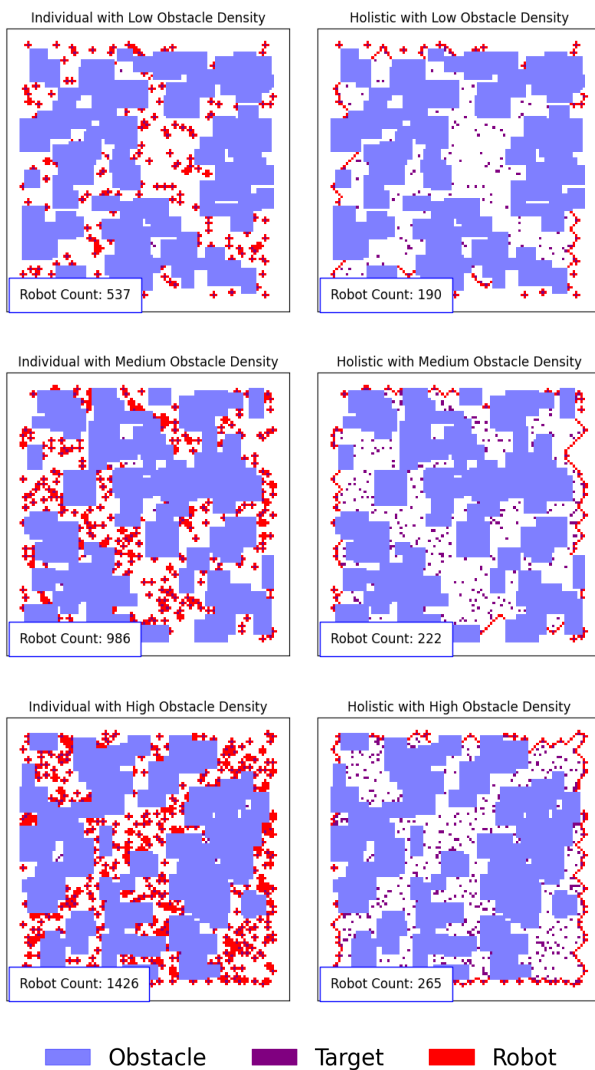 Individual with Low Obstacle Density
Holistic with Low Obstacle Density
Robot Count: 537
Robot Count: 190
Individual with Medium Obstacle Density
Holistic with Medium Obstacle Density
Robot Count: 986
Robot Count: 222
Individual with High Obstacle Density
Holistic with High Obstacle Density
Robot Count: 1426
Robot Count: 265
Obstacle
Target
Robot